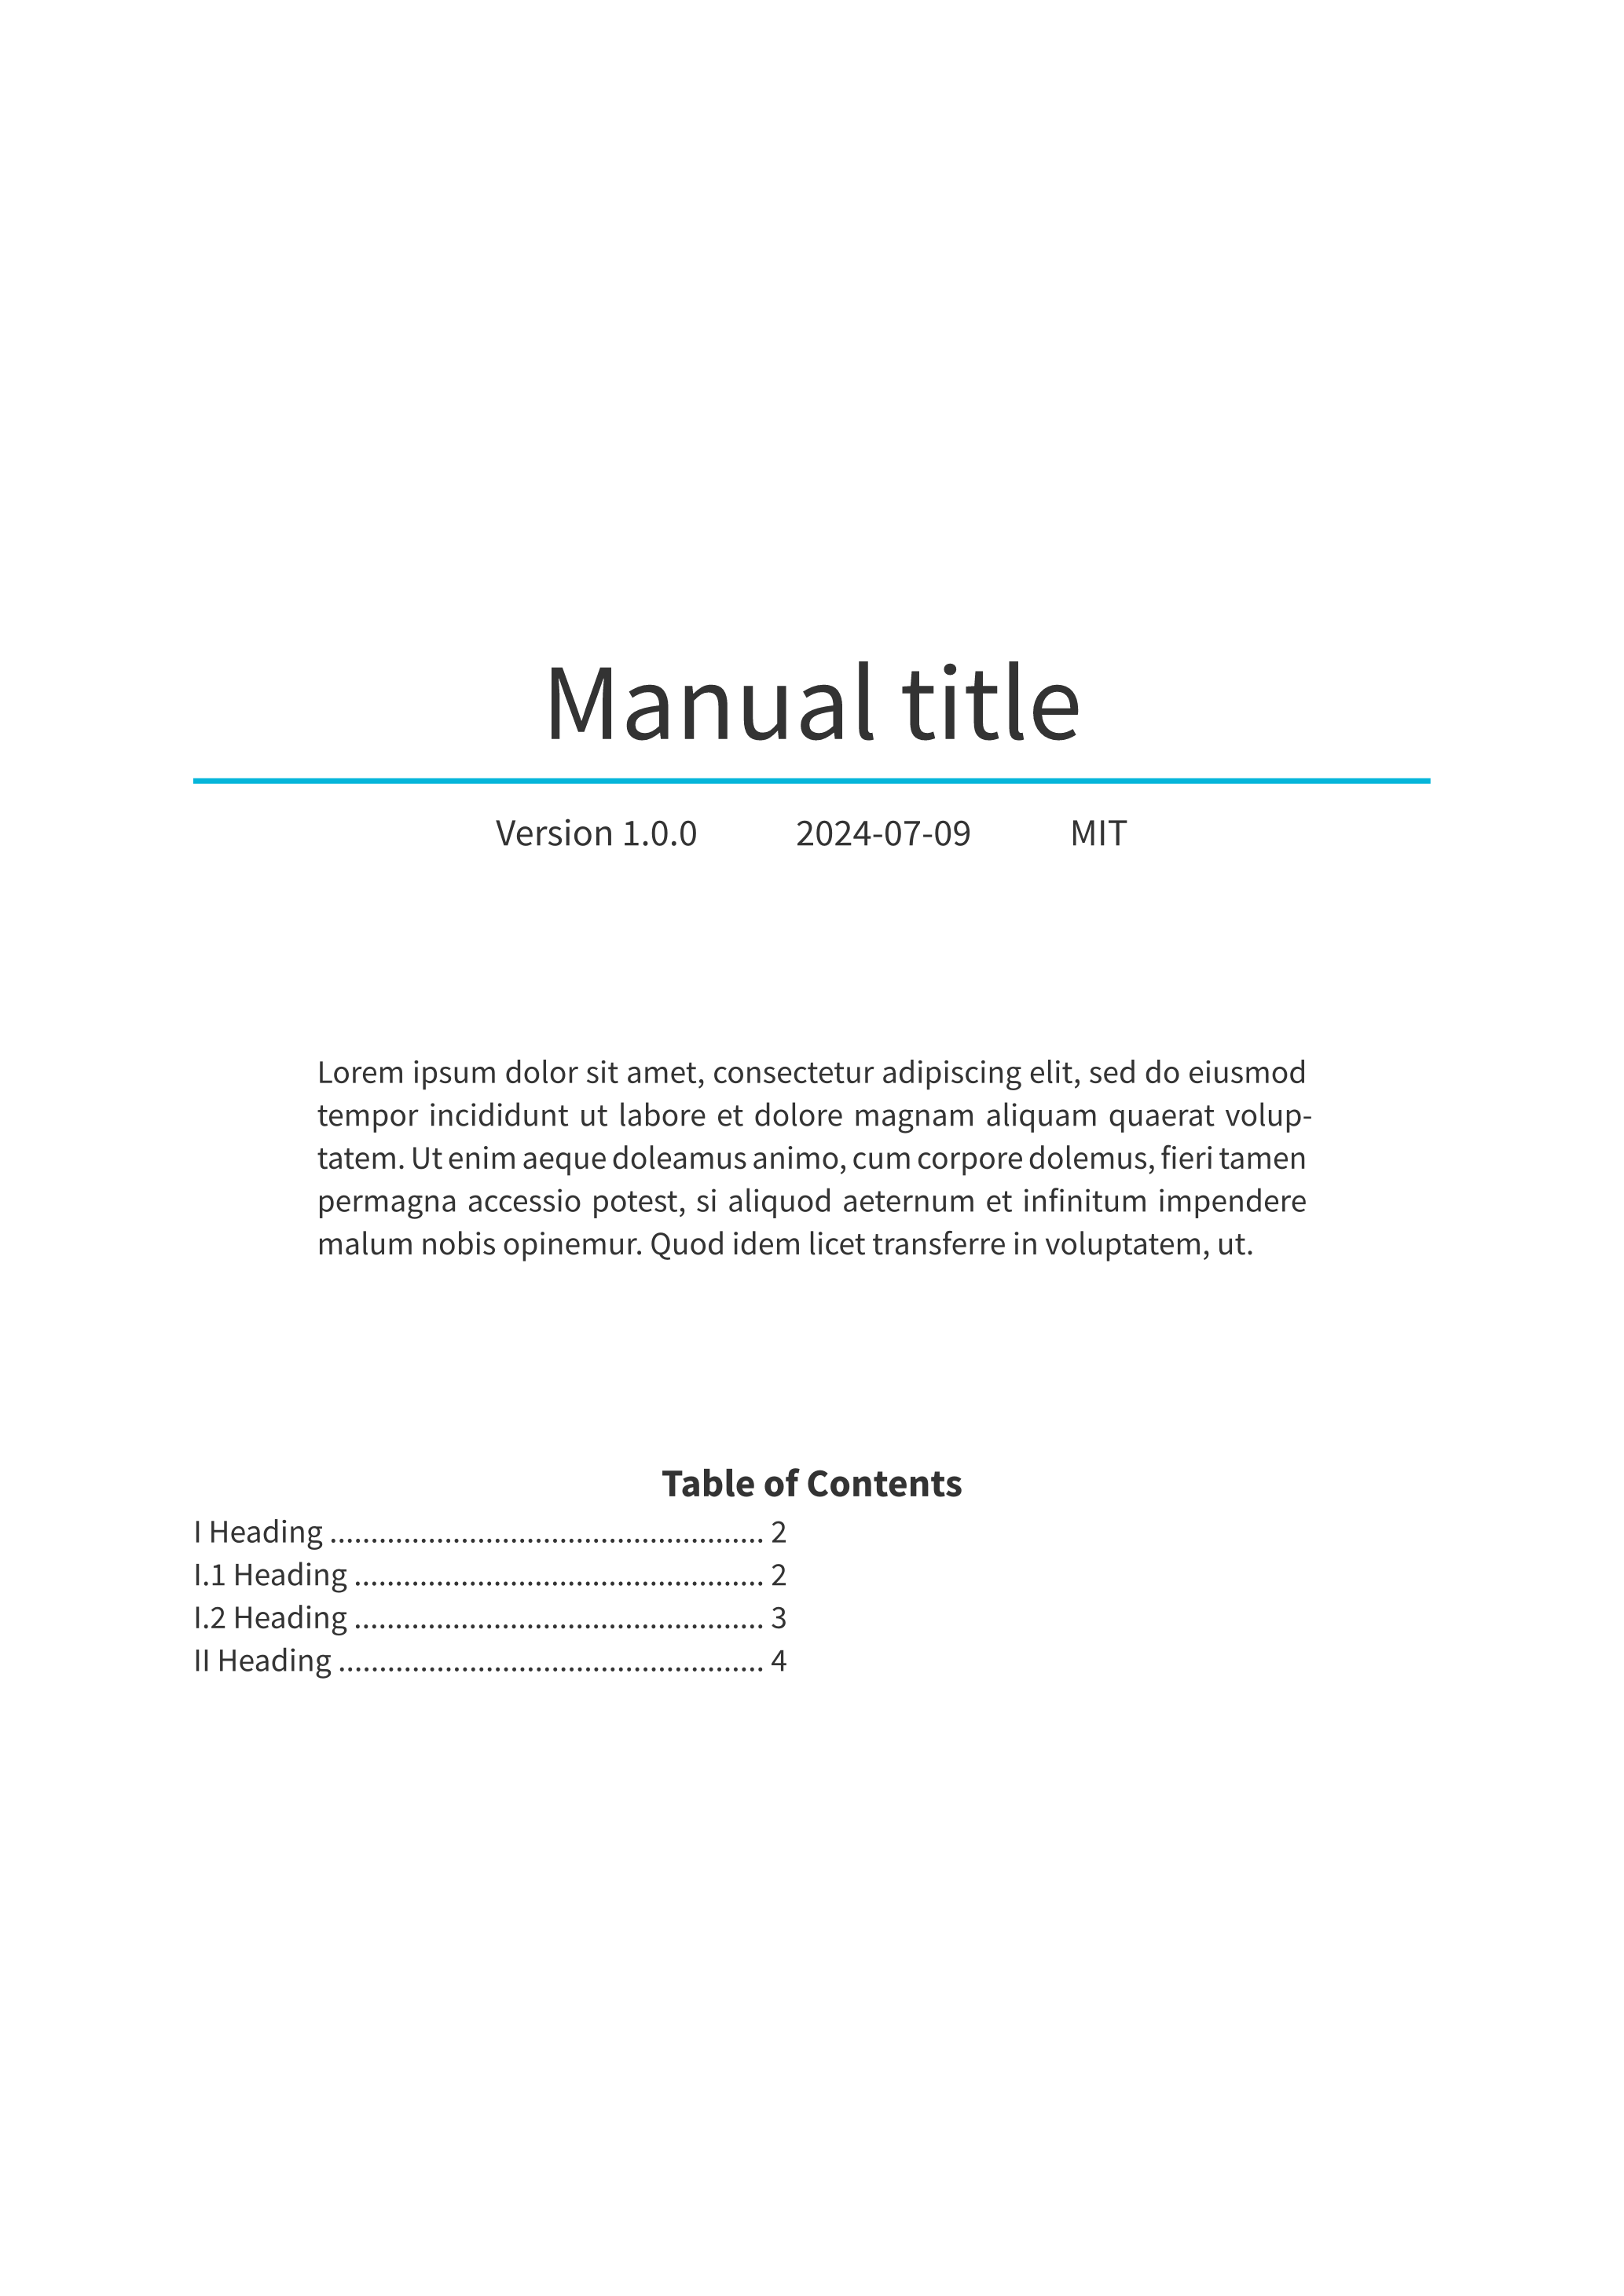 Manual title
Version 1.0.0 2024-07-09 MIT
Lorem ipsum dolor sit amet, consectetur adipiscing elit, sed do eiusmod
tempor incididunt ut labore et dolore magnam aliquam quaerat volup-
tatem. Ut enim aeque doleamus animo, cum corpore dolemus, fieri tamen
permagna accessio potest, si aliquod aeternum et infinitum impendere
malum nobis opinemur. Quod idem licet transferre in voluptatem, ut.
Table of Contents
I Heading ..................................................... 2
I.1 Heading .................................................. 2
I.2 Heading .................................................. 3
II Heading .................................................... 4